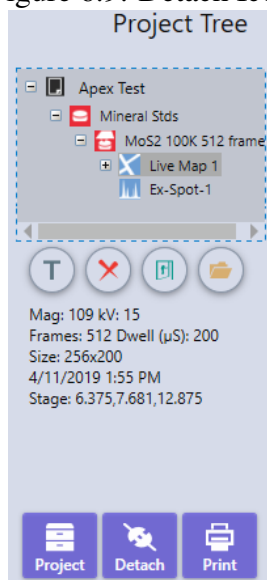 Project Tree
Apex Test
Mineral Stds
MoS2 100K 512 frame
Live Map 1
Ex-Spot-1
T
Mag: 109 kV: 15
Frames: 512 Dwell (µS): 200
Size: 256x200
4/11/2019 1:55 PM
Stage: 6.375,7.681,12.875
Project Detach Print